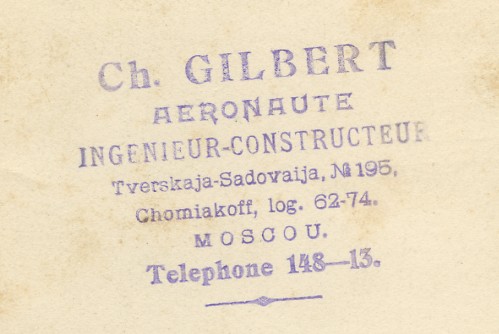 Ch. GILBERT
AERONAUTE
INGENIEUR-CONSTRUCTEUR
Tverskaja-Sadovaija, № 195,
Chomiakoff, log. 62-74.
MOSCOU.
Telephone 148—13.